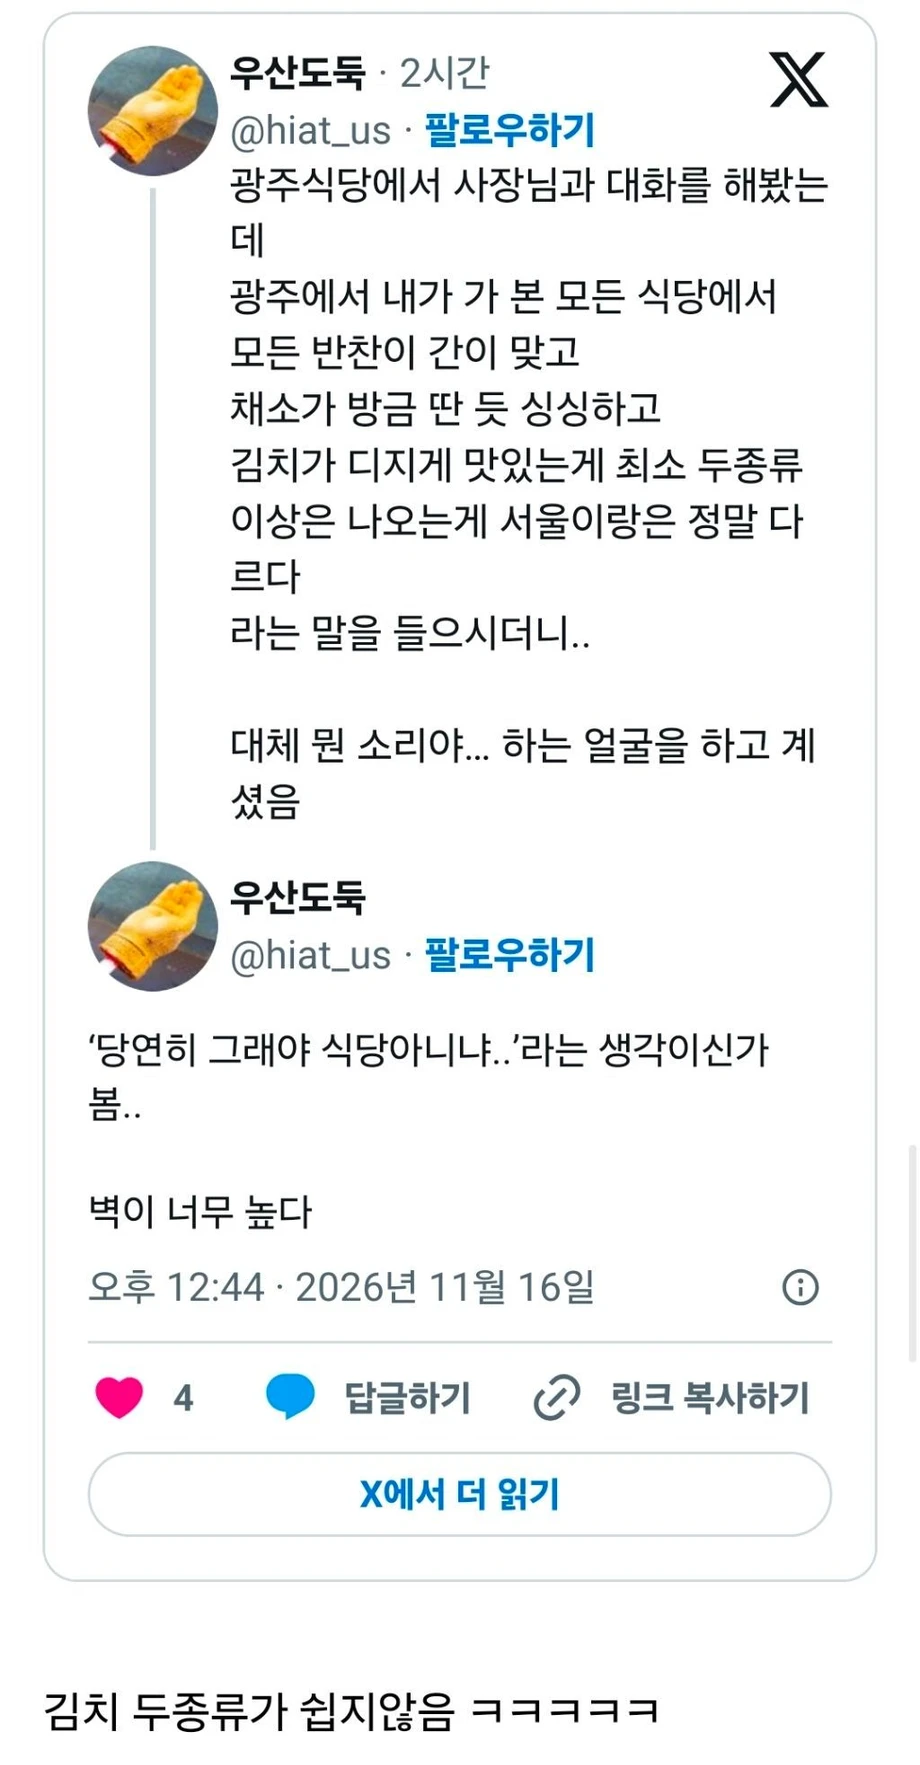 우산도둑 · 2시간
@hiat_us · 팔로우하기
광주식당에서 사장님과 대화를 해봤는
데
광주에서 내가 가 본 모든 식당에서
모든 반찬이 간이 맞고
채소가 방금 딴 듯 싱싱하고
김치가 디지게 맛있는게 최소 두종류
이상은 나오는게 서울이랑은 정말 다
르다
라는 말을 들으시더니..
대체 뭔 소리야... 하는 얼굴을 하고 계
셨음
우산도둑
@hiat_us · 팔로우하기
‘당연히 그래야 식당아니냐..’라는 생각이신가
봄..
벽이 너무 높다
오후 12:44 · 2026년 11월 16일
4 답글하기 링크 복사하기
X에서 더 읽기
김치 두종류가 쉽지않음 ㅋㅋㅋㅋㅋ